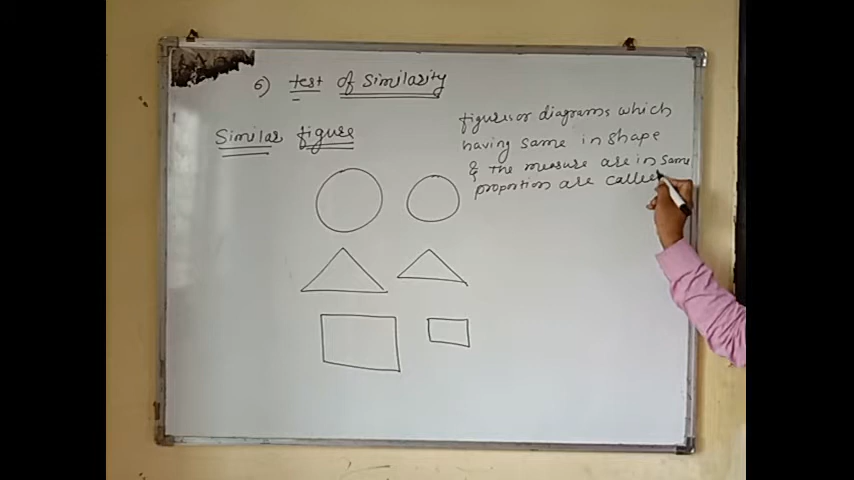 6) test of Similarity
Similar figure
figures or diagrams which
having same in shape
& the measure are in same
proportion are called